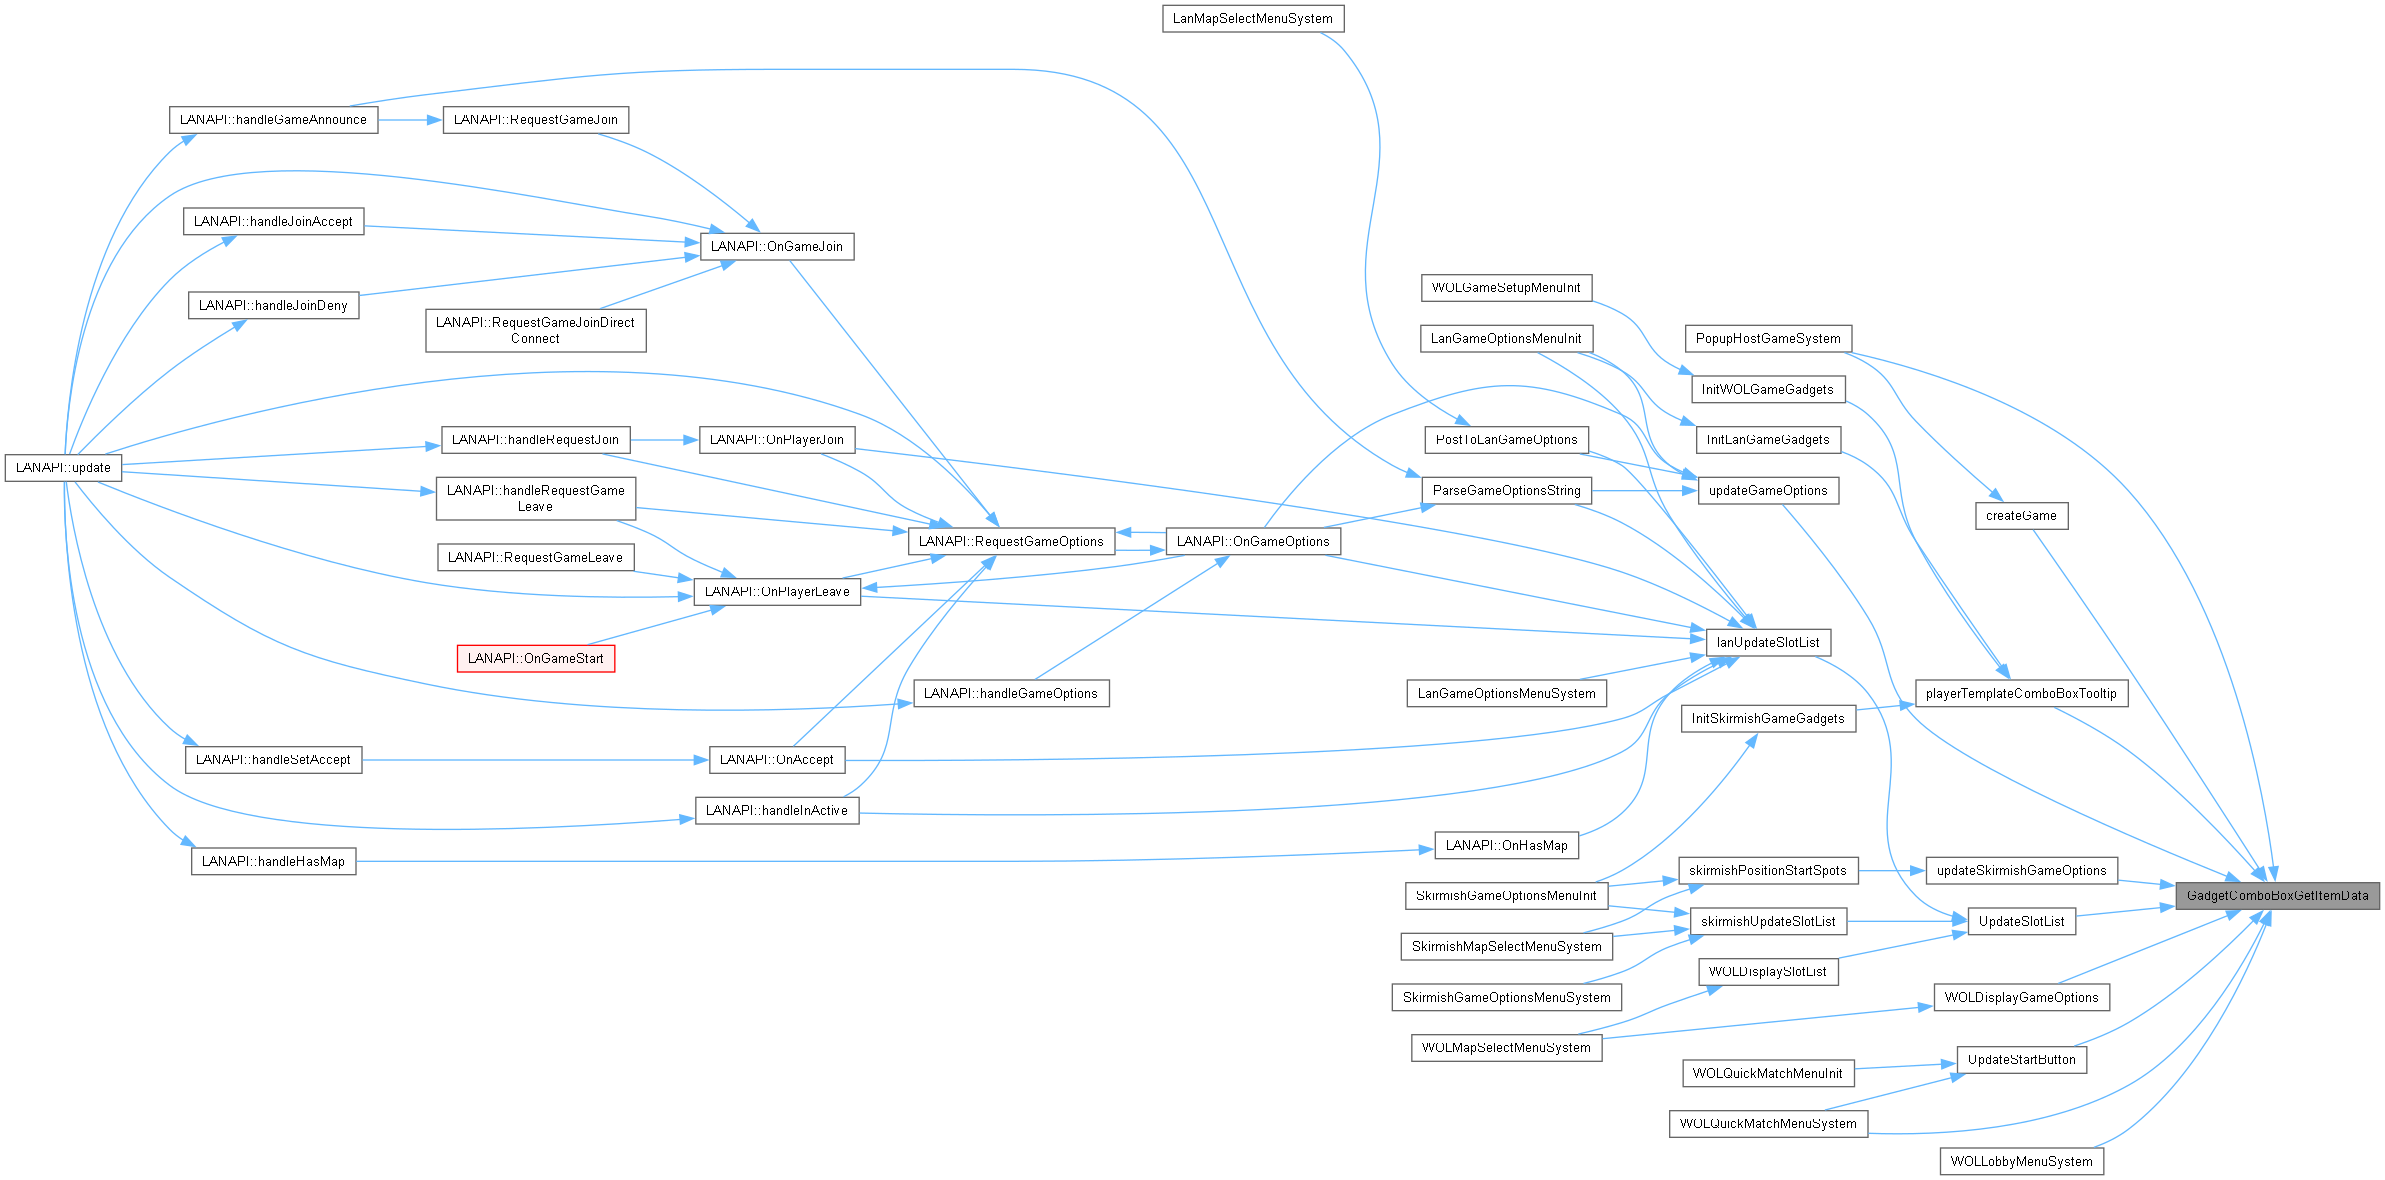 LanMapSelectMenuSystem
LANAPI::handleGameAnnounce
LANAPI::RequestGameJoin
LANAPI::handleJoinAccept
LANAPI::OnGameJoin
LANAPI::handleJoinDeny
LANAPI::RequestGameJoinDirect
Connect
WOLGameSetupMenuInit
LanGameOptionsMenuInit
PopupHostGameSystem
InitWOLGameGadgets
LANAPI::handleRequestJoin
LANAPI::OnPlayerJoin
PostToLanGameOptions
InitLanGameGadgets
LANAPI::update
LANAPI::handleRequestGame
Leave
ParseGameOptionsString
updateGameOptions
createGame
LANAPI::RequestGameOptions
LANAPI::OnGameOptions
LANAPI::RequestGameLeave
LANAPI::OnPlayerLeave
lanUpdateSlotList
LANAPI::OnGameStart
LANAPI::handleGameOptions
LanGameOptionsMenuSystem
playerTemplateComboBoxTooltip
InitSkirmishGameGadgets
LANAPI::handleSetAccept
LANAPI::OnAccept
LANAPI::handleInActive
LANAPI::OnHasMap
LANAPI::handleHasMap
skirmishPositionStartSpots
updateSkirmishGameOptions
SkirmishGameOptionsMenuInit
GadgetComboBoxGetItemData
skirmishUpdateSlotList
UpdateSlotList
SkirmishMapSelectMenuSystem
WOLDisplaySlotList
SkirmishGameOptionsMenuSystem
WOLDisplayGameOptions
WOLMapSelectMenuSystem
UpdateStartButton
WOLQuickMatchMenuInit
WOLQuickMatchMenuSystem
WOLLobbyMenuSystem